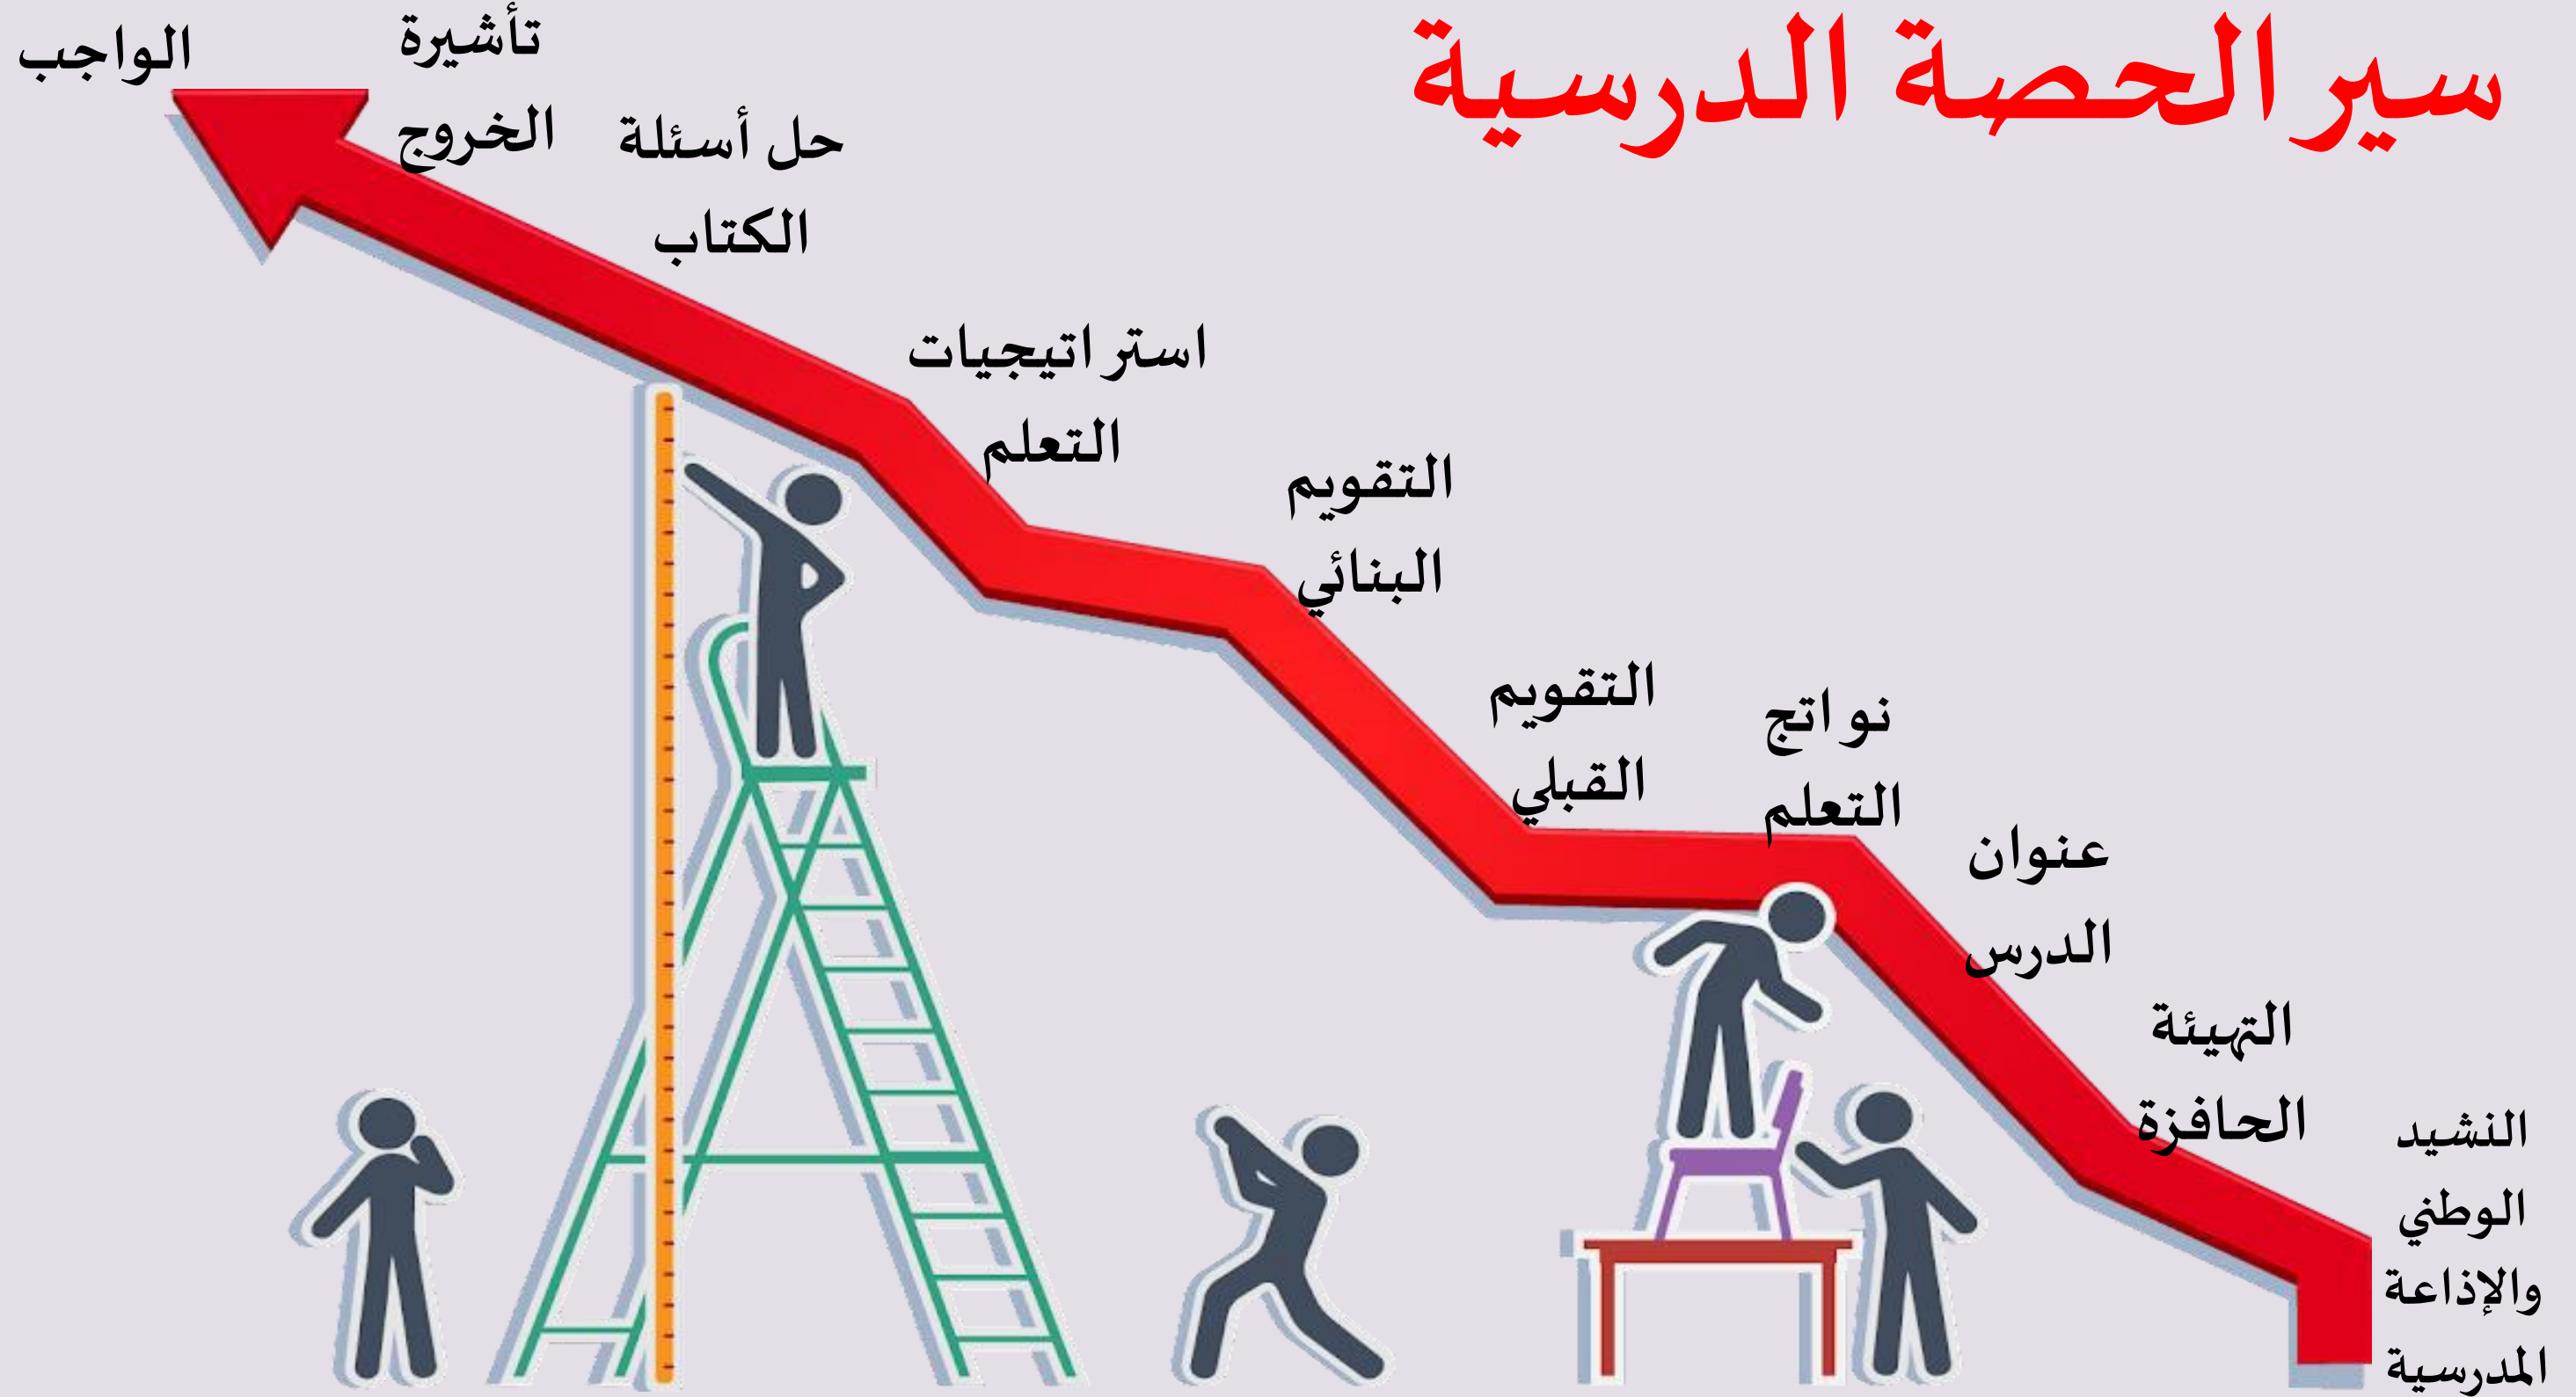 سير الحصة الدرسية
النشيد
الوطني
والإذاعة
المدرسية
التهيئة
الحافزة
عنوان
الدرس
نواتج
التعلم
التقويم
القبلي
التقويم
البنائي
استراتيجيات
التعلم
حل أسئلة
الكتاب
تأشيرة
الخروج
الواجب